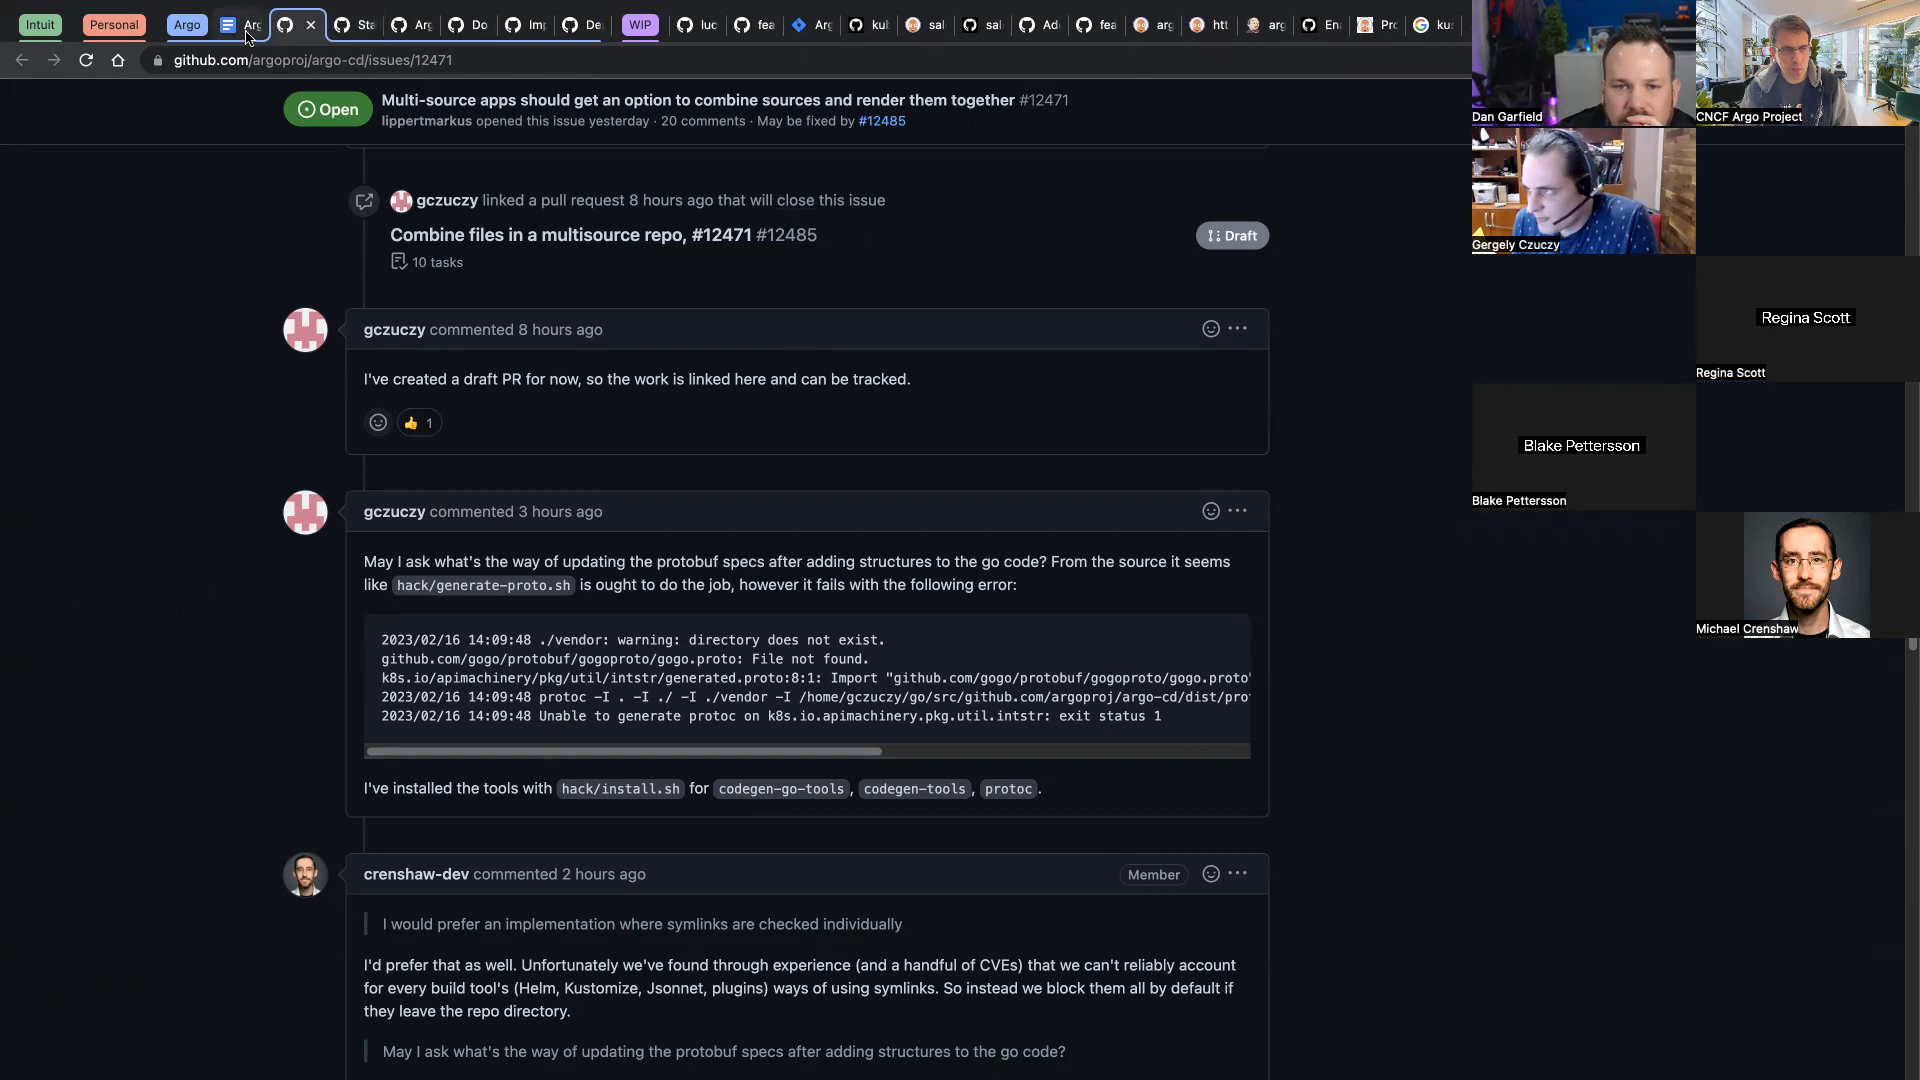 Intuit
Personal
Argo
Arg
Sta
Arg
Do
Imp
De
WIP
luc
fea
Arg
kub
sal
sal
Ad
fea
arg
htt
arg
En
Pro
kus
github.com/argoproj/argo-cd/issues/12471
Open
Multi-source apps should get an option to combine sources and render them together #12471
lippertmarkus opened this issue yesterday · 20 comments · May be fixed by #12485
gczuczy linked a pull request 8 hours ago that will close this issue
Combine files in a multisource repo, #12471 #12485
Draft
10 tasks
gczuczy commented 8 hours ago
I've created a draft PR for now, so the work is linked here and can be tracked.
👍 1
gczuczy commented 3 hours ago
May I ask what's the way of updating the protobuf specs after adding structures to the go code? From the source it seems
like hack/generate-proto.sh is ought to do the job, however it fails with the following error:
2023/02/16 14:09:48 ./vendor: warning: directory does not exist.
github.com/gogo/protobuf/gogoproto/gogo.proto: File not found.
k8s.io/apimachinery/pkg/util/intstr/generated.proto:8:1: Import "github.com/gogo/protobuf/gogoproto/gogo.proto"
2023/02/16 14:09:48 protoc -I . -I ./ -I ./vendor -I /home/gczuczy/go/src/github.com/argoproj/argo-cd/dist/pro
2023/02/16 14:09:48 Unable to generate protoc on k8s.io.apimachinery.pkg.util.intstr: exit status 1
I've installed the tools with hack/install.sh for codegen-go-tools, codegen-tools, protoc.
crenshaw-dev commented 2 hours ago
Member
I would prefer an implementation where symlinks are checked individually
I'd prefer that as well. Unfortunately we've found through experience (and a handful of CVEs) that we can't reliably account
for every build tool's (Helm, Kustomize, Jsonnet, plugins) ways of using symlinks. So instead we block them all by default if
they leave the repo directory.
May I ask what's the way of updating the protobuf specs after adding structures to the go code?
Dan Garfield
CNCF Argo Project
Gergely Czuczy
Regina Scott
Regina Scott
Blake Pettersson
Blake Pettersson
Michael Crenshaw